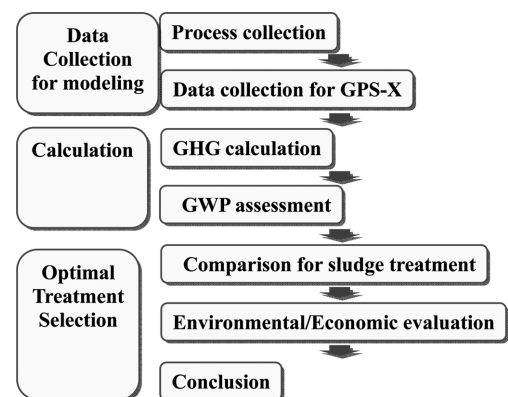 Data
Collection
for modeling
Process collection
Data collection for GPS-X
Calculation
GHG calculation
GWP assessment
Optimal
Treatment
Selection
Comparison for sludge treatment
Environmental/Economic evaluation
Conclusion